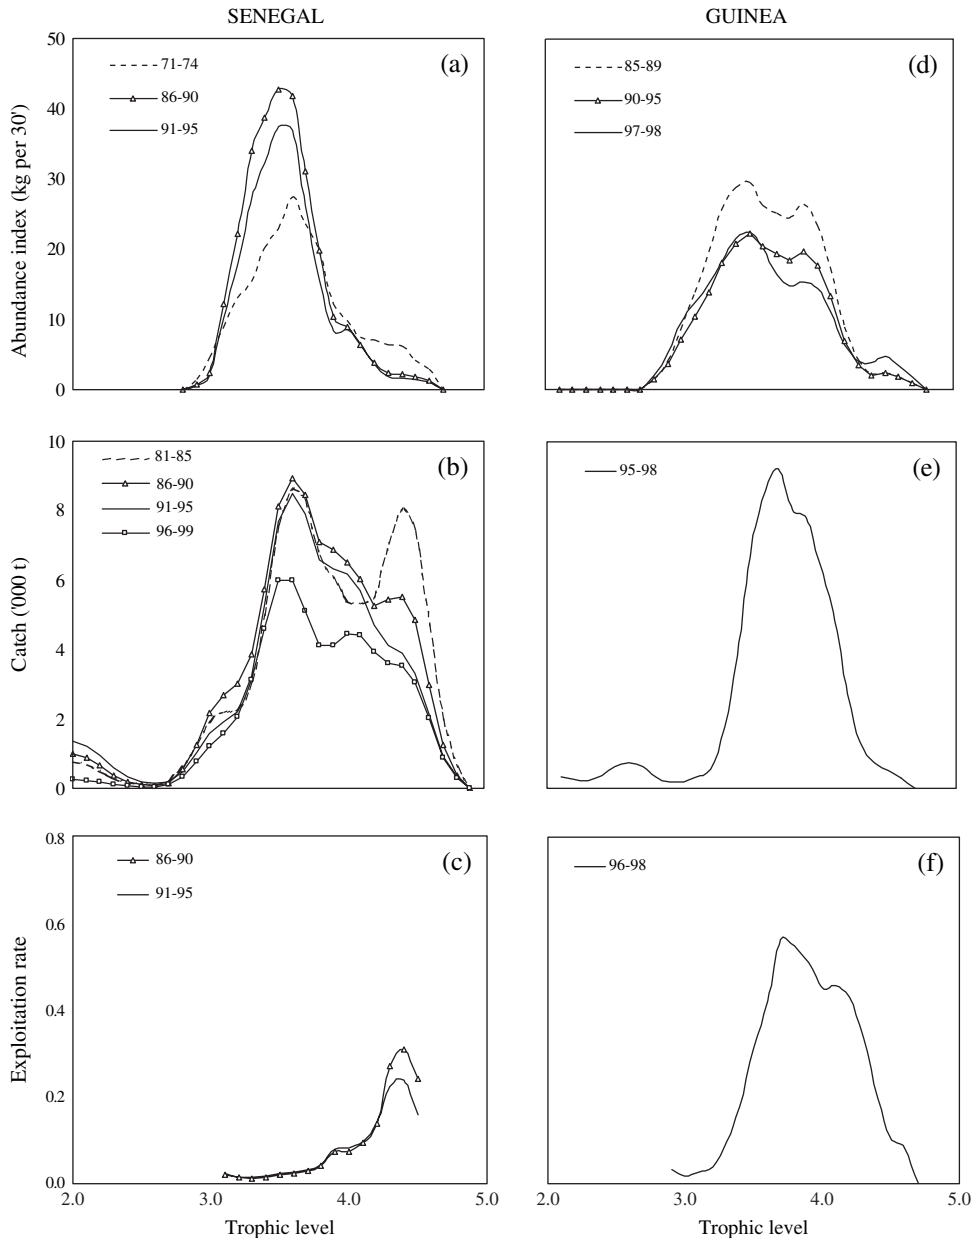 SENEGAL
GUINEA
Abundance index (kg per 30')
50
40
30
20
10
0
71-74
86-90
91-95
(a)
85-89
90-95
97-98
(d)
Catch ('000 t)
10
8
6
4
2
0
81-85
86-90
91-95
96-99
(b)
95-98
(e)
Exploitation rate
0.8
0.6
0.4
0.2
0.0
86-90
91-95
(c)
96-98
(f)
2.0 3.0 4.0 5.0
2.0 3.0 4.0 5.0
Trophic level
Trophic level